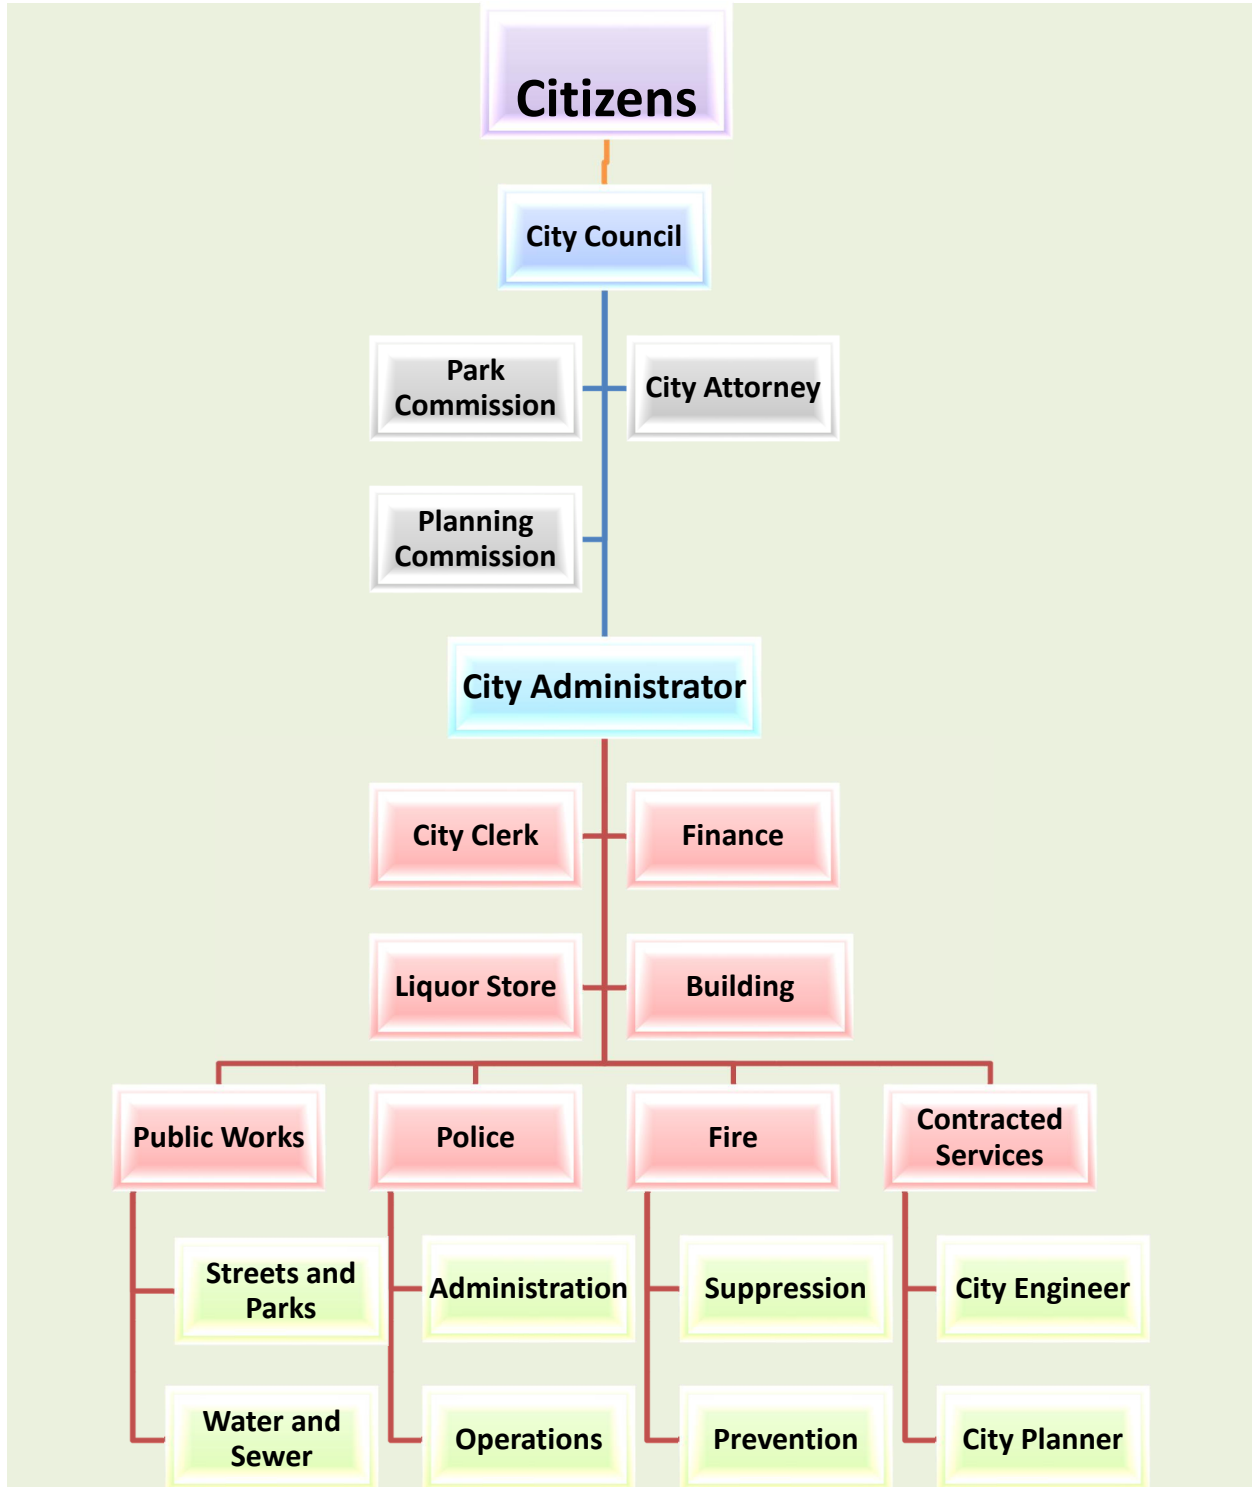 Citizens
City Council
Park
Commission
City Attorney
Planning
Commission
City Administrator
City Clerk
Finance
Liquor Store
Building
Public Works
Police
Fire
Contracted
Services
Streets and
Parks
Administration
Suppression
City Engineer
Water and
Sewer
Operations
Prevention
City Planner